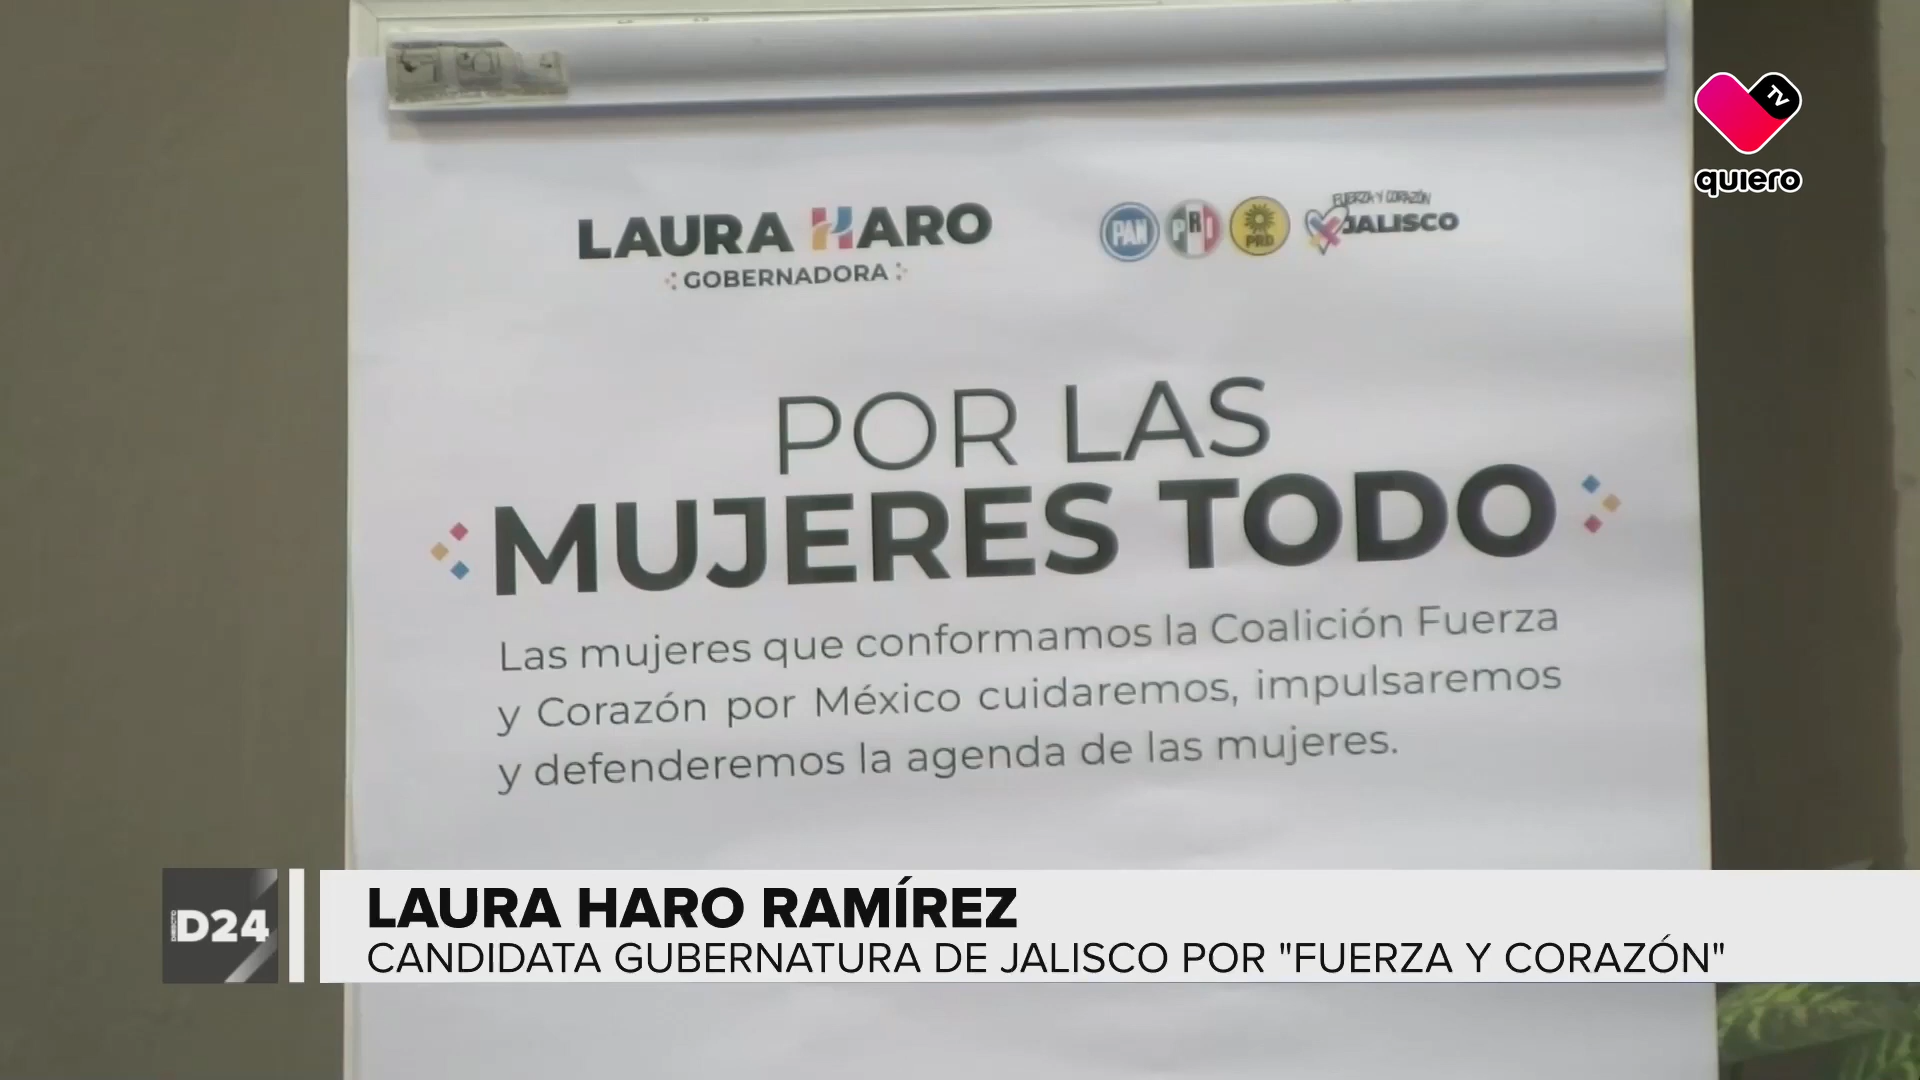 TV
quiero
LAURA HARO
GOBERNADORA
PAN
PRI
PRD
FUERZA Y CORAZÓN
JALISCO
POR LAS
MUJERES TODO
Las mujeres que conformamos la Coalición Fuerza
y Corazón por México cuidaremos, impulsaremos
y defenderemos la agenda de las mujeres.
D24
LAURA HARO RAMÍREZ
CANDIDATA GUBERNATURA DE JALISCO POR "FUERZA Y CORAZÓN"